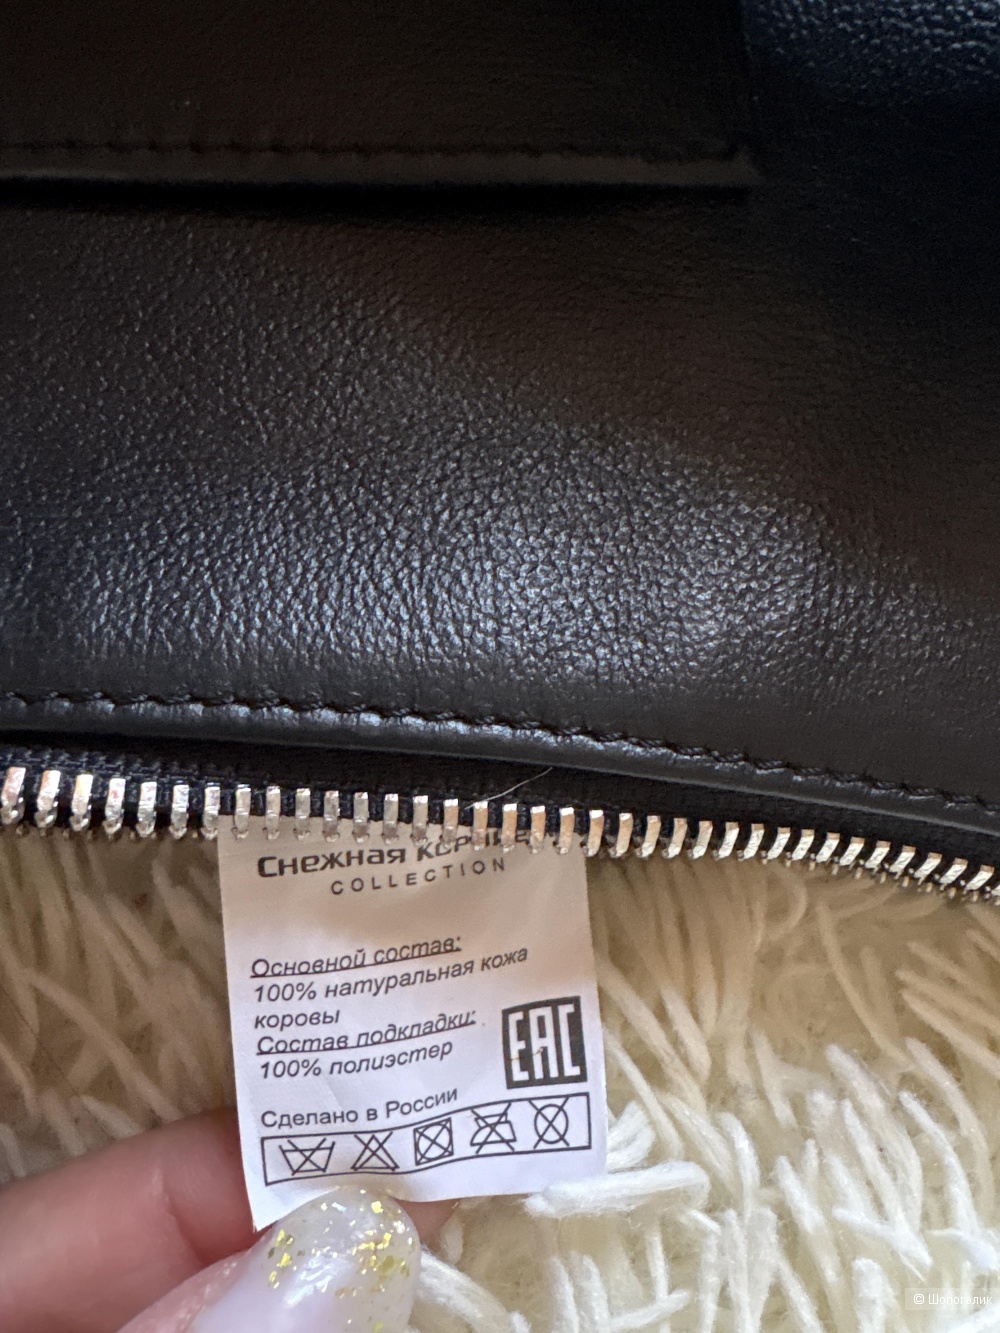 Снежная
COLLECTION
Основной состав:
100% натуральная кожа
коровы
Состав подкладки:
100% полиэстер
EAC
Сделано в России
© Шопоголик